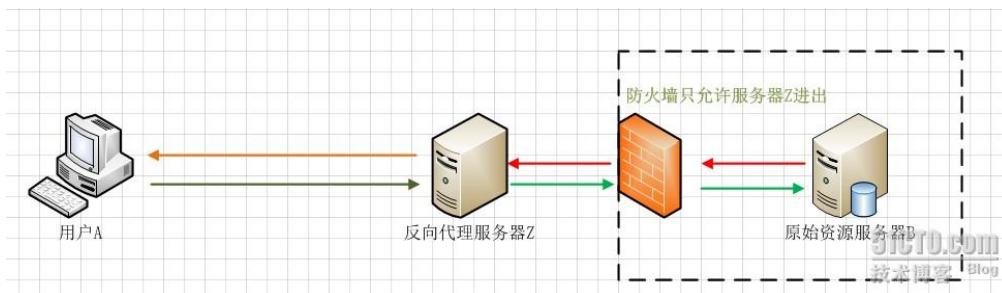 防火墙只允许服务器Z进出
用户A
反向代理服务器Z
原始资源服务器B
51CTO.com
技术博客 Blog